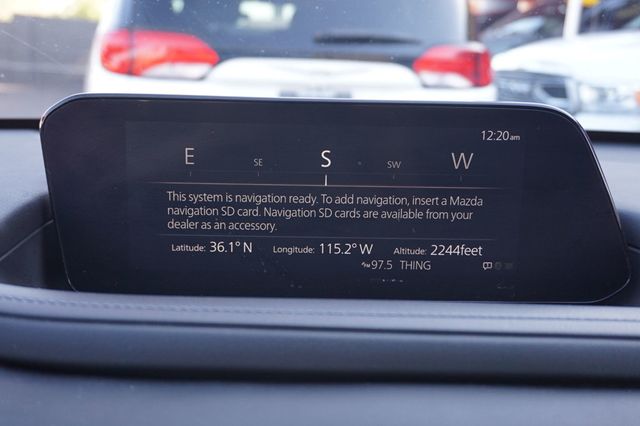 12:20am
E SE S SW W
This system is navigation ready. To add navigation, insert a Mazda
navigation SD card. Navigation SD cards are available from your
dealer as an accessory.
Latitude: 36.1° N Longitude: 115.2° W Altitude: 2244feet
97.5 THING